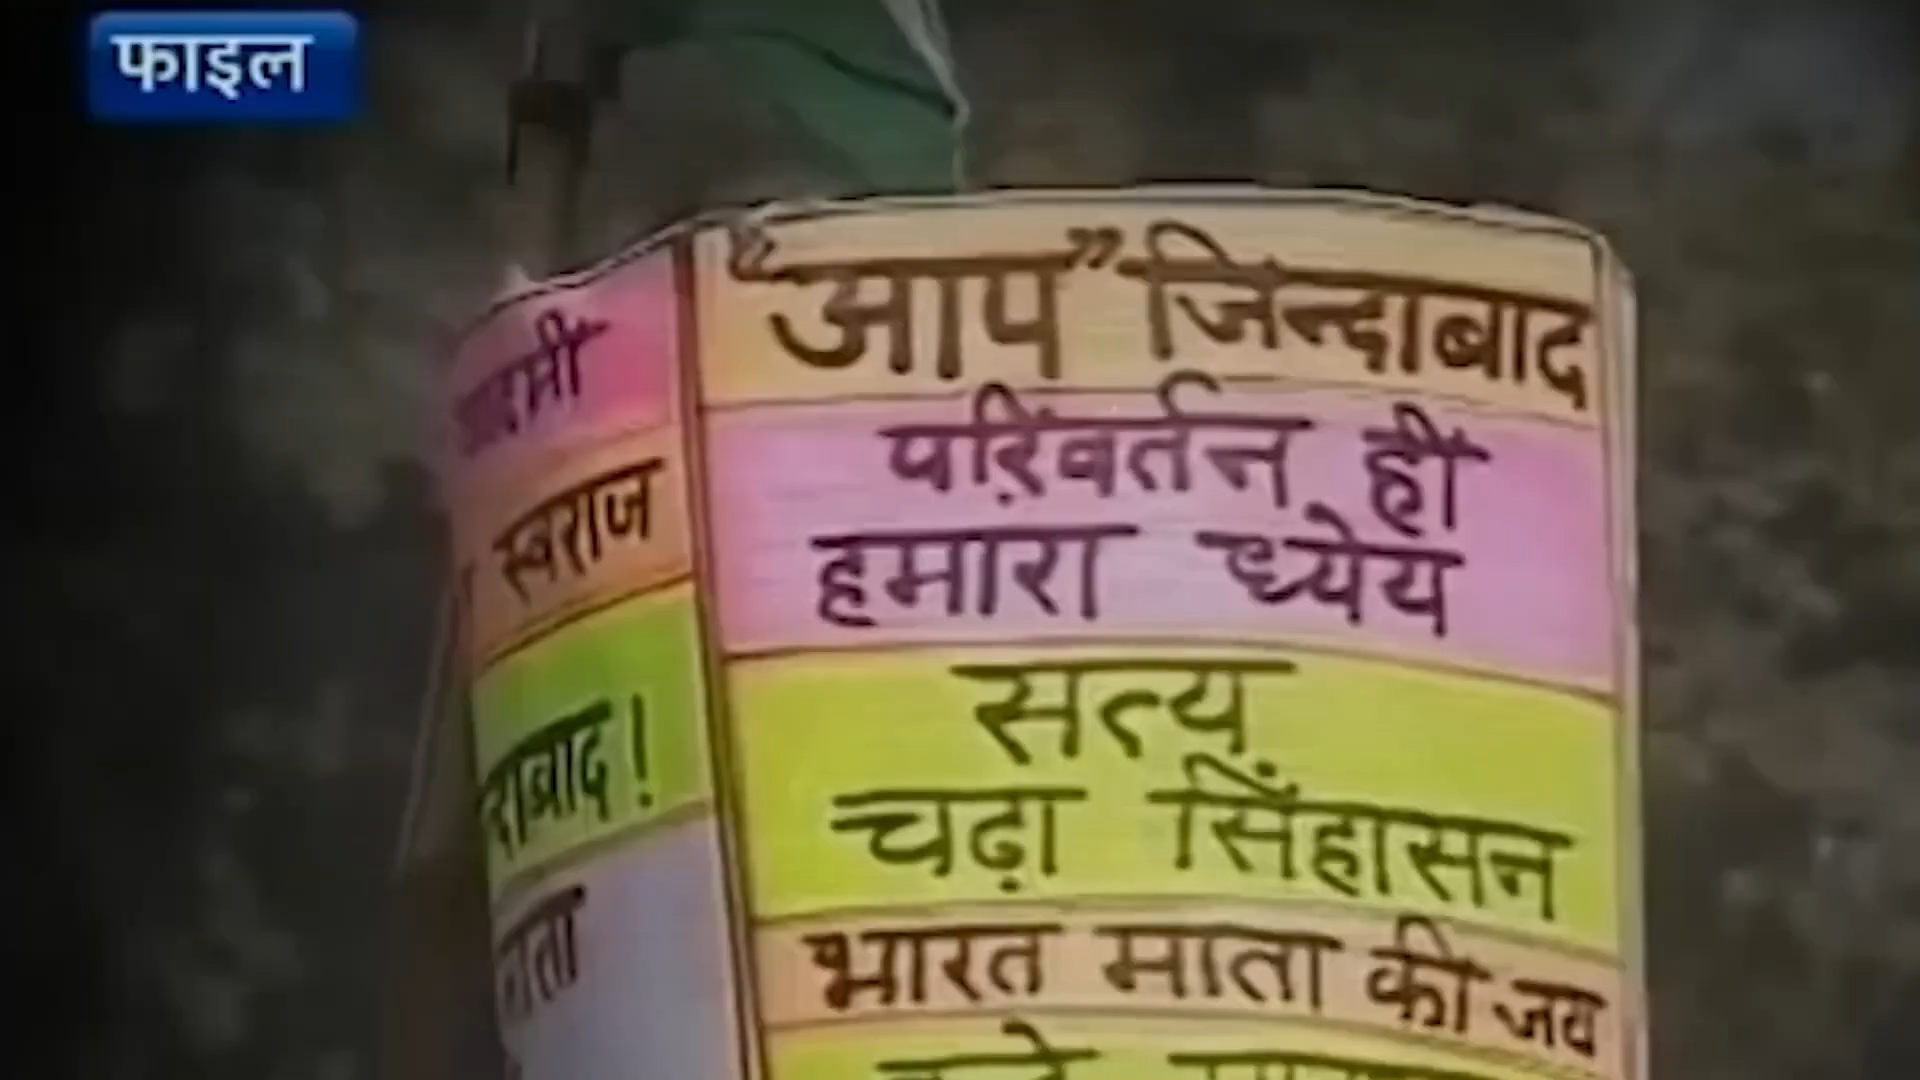 फाइल
"आप" जिन्दाबाद
परिवर्तन ही
हमारा ध्येय
सत्य
चढ़ा सिंहासन
भारत माता की जय
स्वराज